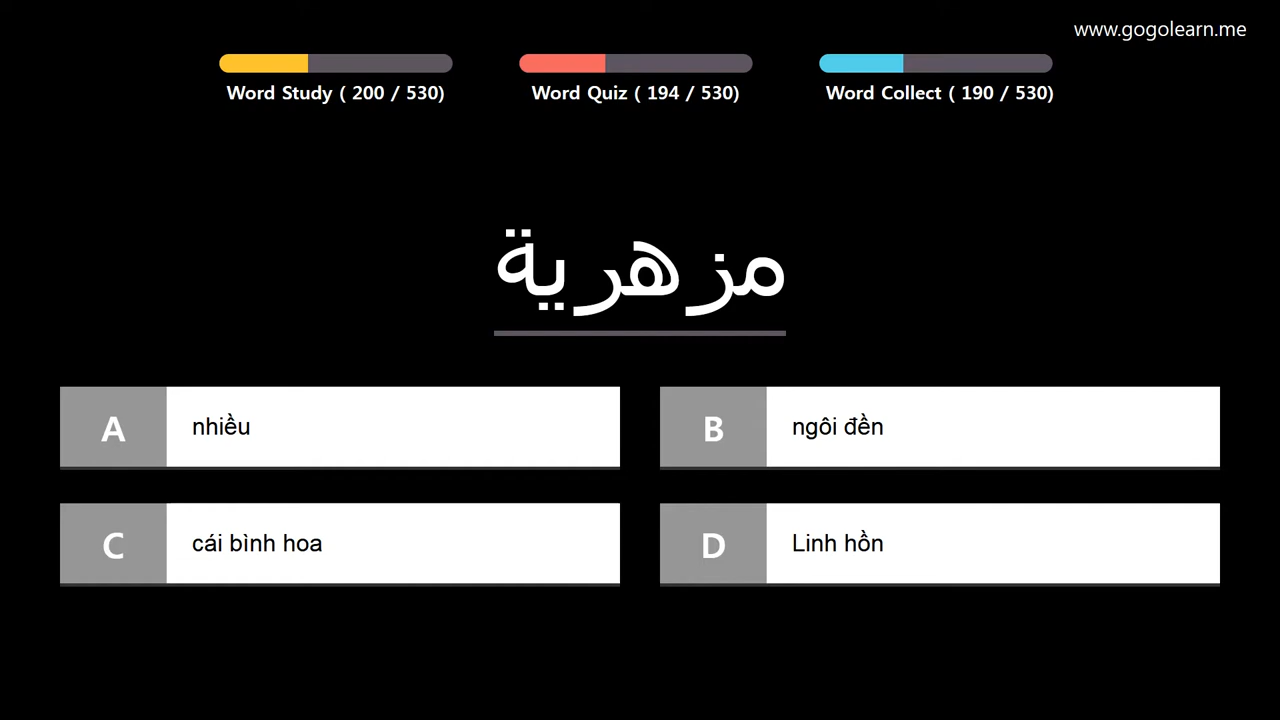 www.gogolearn.me
Word Study ( 200 / 530)
Word Quiz ( 194 / 530)
Word Collect ( 190 / 530)
مزهرية
A nhiều
B ngôi đền
C cái bình hoa
D Linh hồn